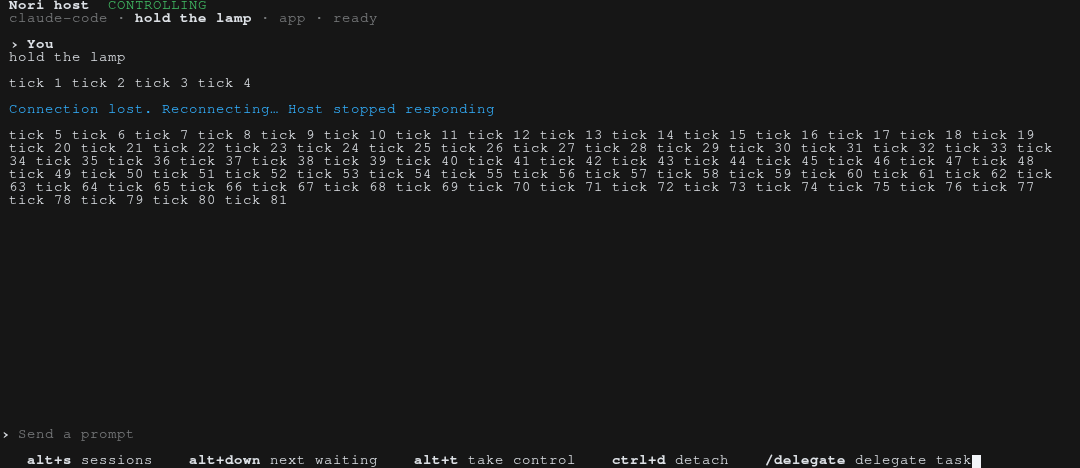 Nori host  CONTROLLING
claude-code · hold the lamp · app · ready
› You
hold the lamp
tick 1 tick 2 tick 3 tick 4
Connection lost. Reconnecting… Host stopped responding
tick 5 tick 6 tick 7 tick 8 tick 9 tick 10 tick 11 tick 12 tick 13 tick 14 tick 15 tick 16 tick 17 tick 18 tick 19
tick 20 tick 21 tick 22 tick 23 tick 24 tick 25 tick 26 tick 27 tick 28 tick 29 tick 30 tick 31 tick 32 tick 33 tick
34 tick 35 tick 36 tick 37 tick 38 tick 39 tick 40 tick 41 tick 42 tick 43 tick 44 tick 45 tick 46 tick 47 tick 48
tick 49 tick 50 tick 51 tick 52 tick 53 tick 54 tick 55 tick 56 tick 57 tick 58 tick 59 tick 60 tick 61 tick 62 tick
63 tick 64 tick 65 tick 66 tick 67 tick 68 tick 69 tick 70 tick 71 tick 72 tick 73 tick 74 tick 75 tick 76 tick 77
tick 78 tick 79 tick 80 tick 81
› Send a prompt
alt+s sessions    alt+down next waiting    alt+t take control    ctrl+d detach    /delegate delegate task